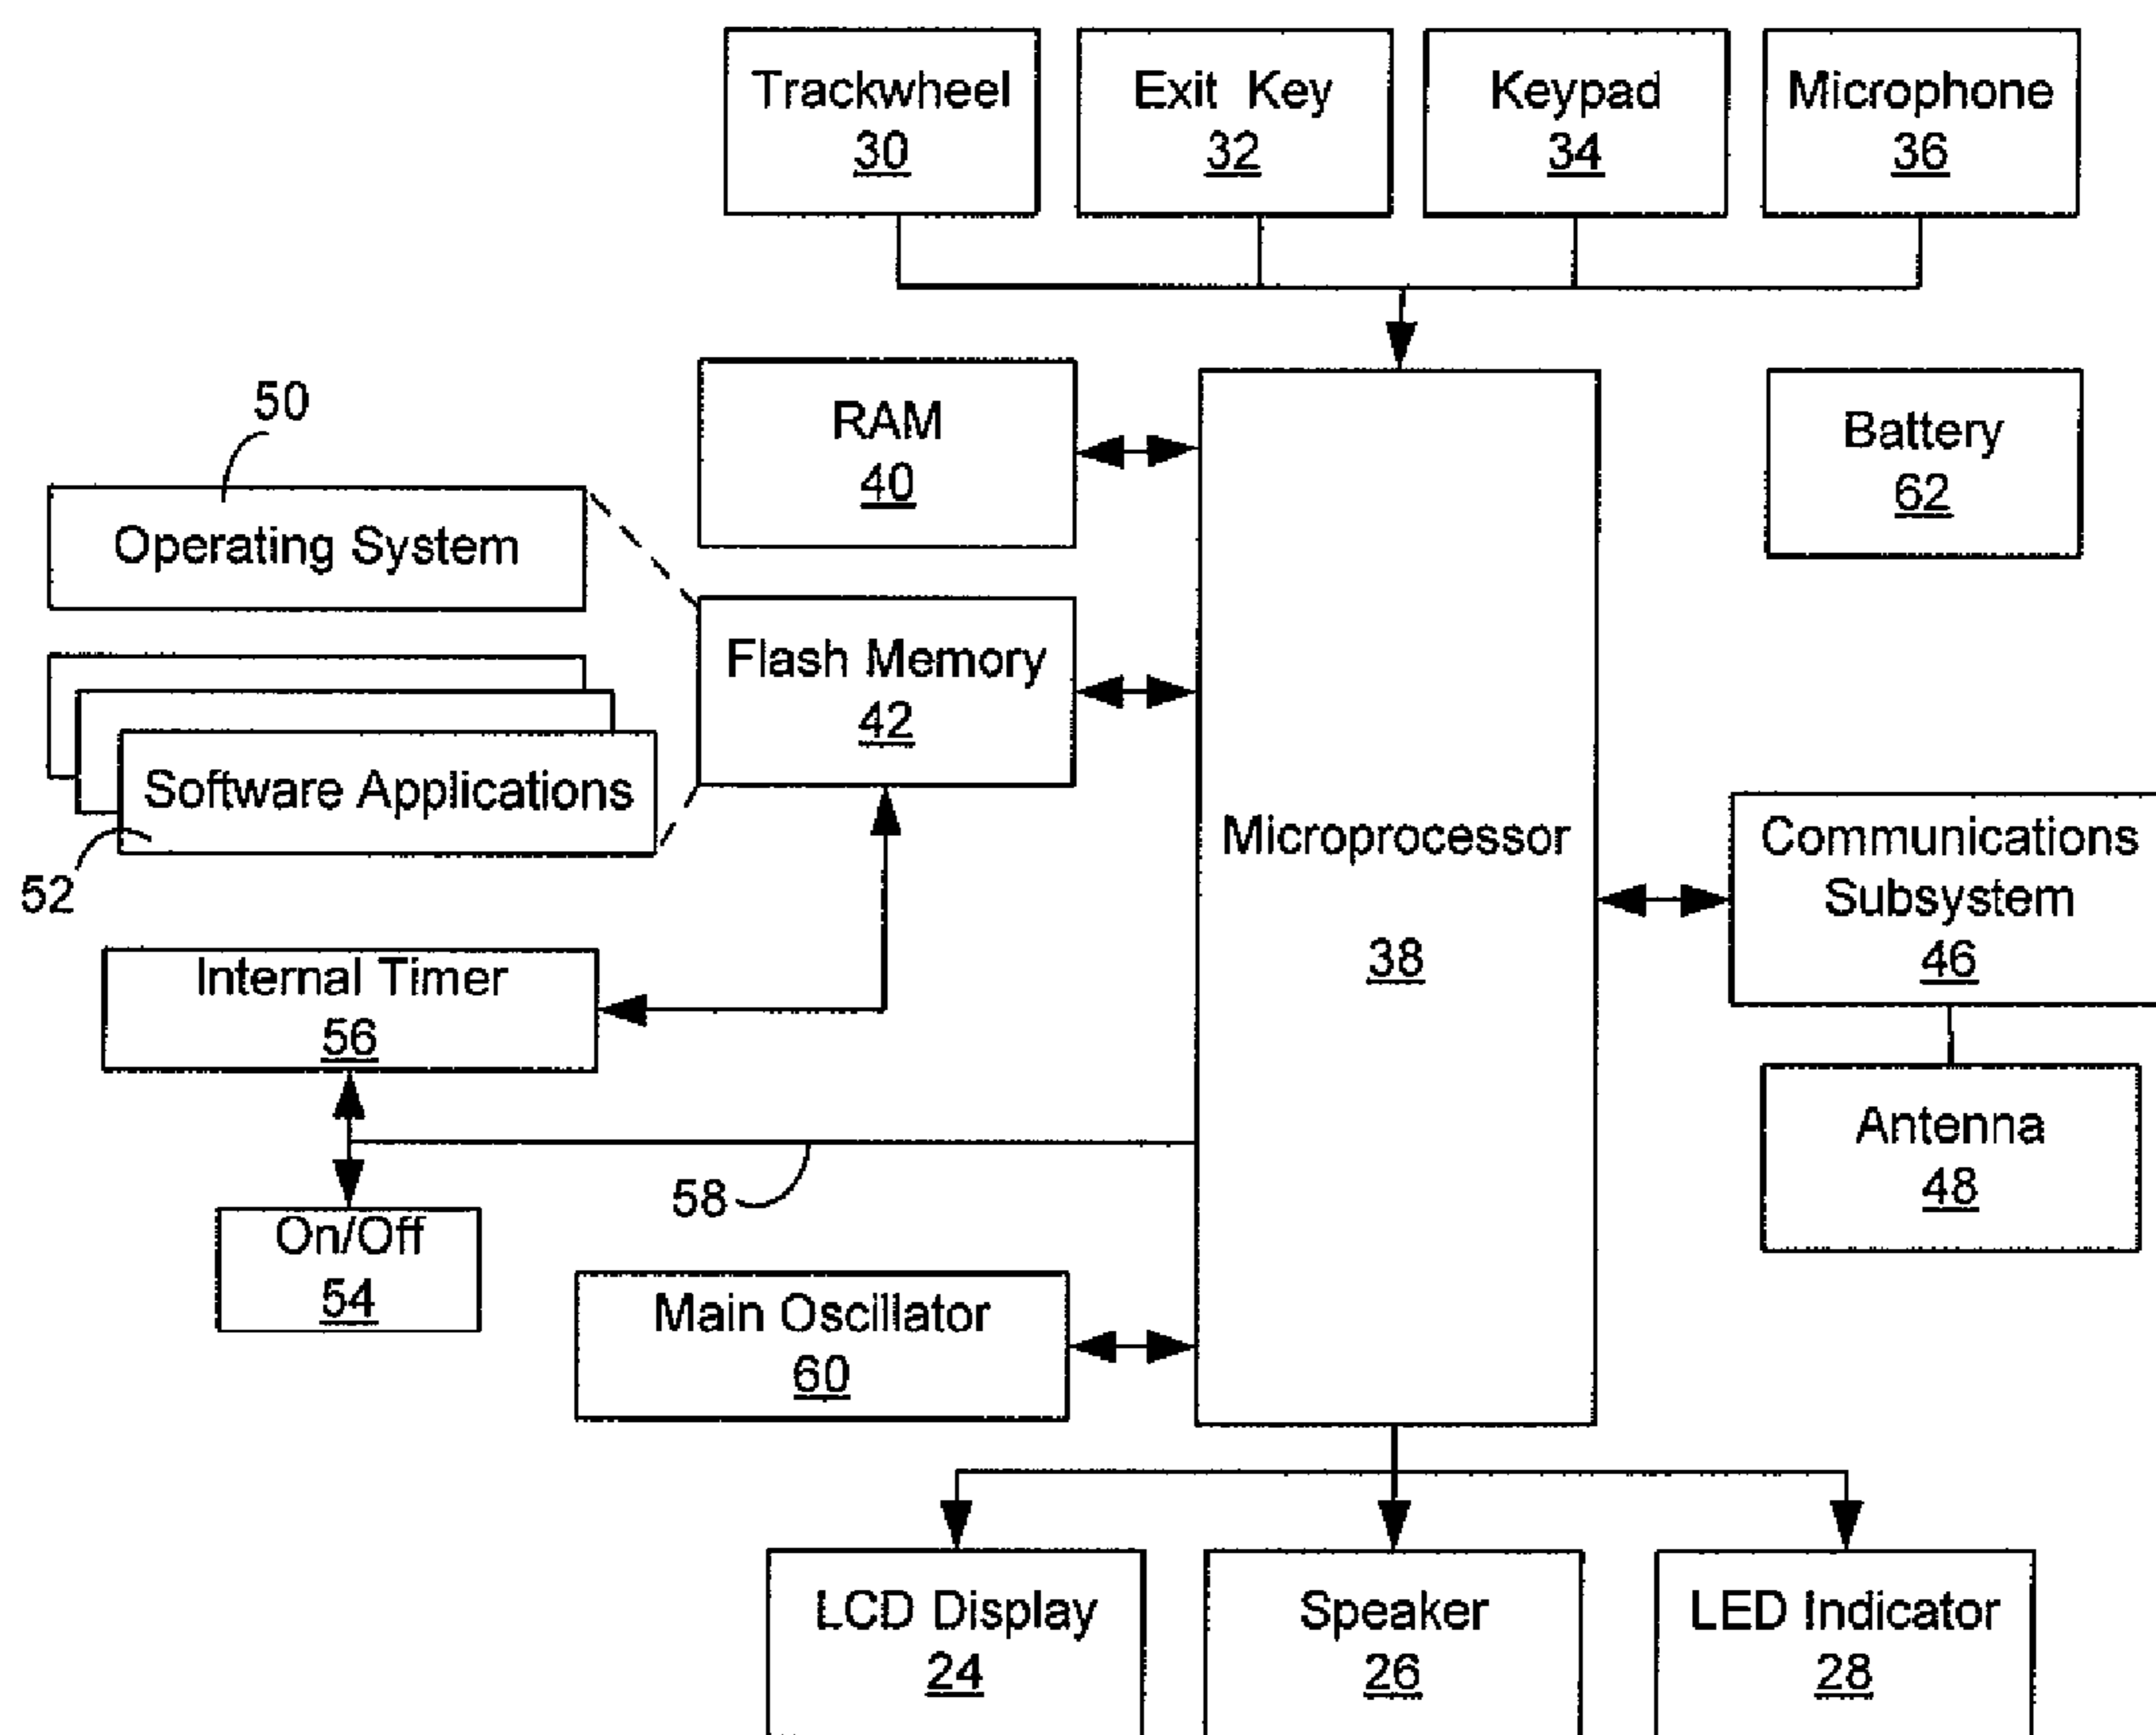 Trackwheel
30
Exit Key
32
Keypad
34
Microphone
36
RAM
40
Battery
62
50
Operating System
Flash Memory
42
Software Applications
52
Microprocessor
38
Communications
Subsystem
46
Internal Timer
56
Antenna
48
58
On/Off
54
Main Oscillator
60
LCD Display
24
Speaker
26
LED Indicator
28